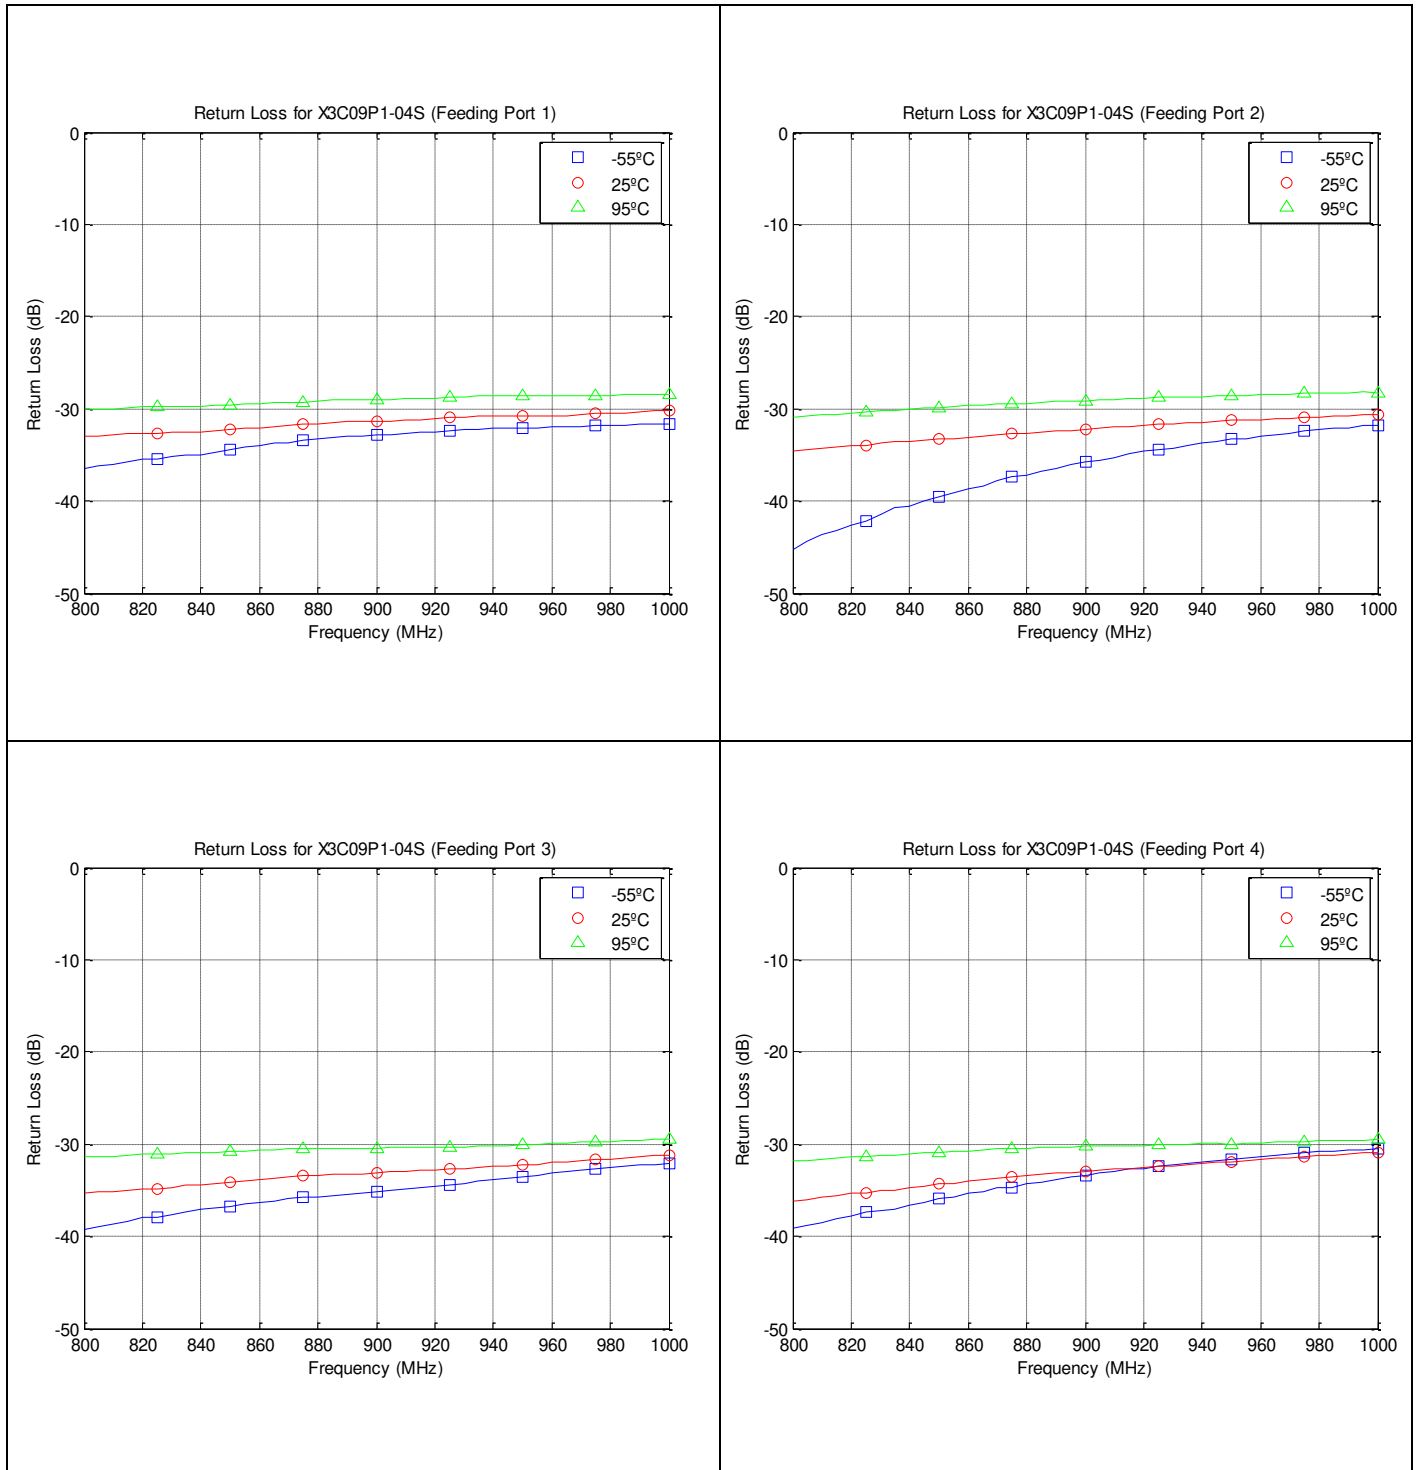 Return Loss for X3C09P1-04S (Feeding Port 1)
0
-10
-20
-30
-40
-50
Return Loss (dB)
-55ºC
25ºC
95ºC
800 820 840 860 880 900 920 940 960 980 1000
Frequency (MHz)
Return Loss for X3C09P1-04S (Feeding Port 2)
0
-10
-20
-30
-40
-50
Return Loss (dB)
-55ºC
25ºC
95ºC
800 820 840 860 880 900 920 940 960 980 1000
Frequency (MHz)
Return Loss for X3C09P1-04S (Feeding Port 3)
0
-10
-20
-30
-40
-50
Return Loss (dB)
-55ºC
25ºC
95ºC
800 820 840 860 880 900 920 940 960 980 1000
Frequency (MHz)
Return Loss for X3C09P1-04S (Feeding Port 4)
0
-10
-20
-30
-40
-50
Return Loss (dB)
-55ºC
25ºC
95ºC
800 820 840 860 880 900 920 940 960 980 1000
Frequency (MHz)